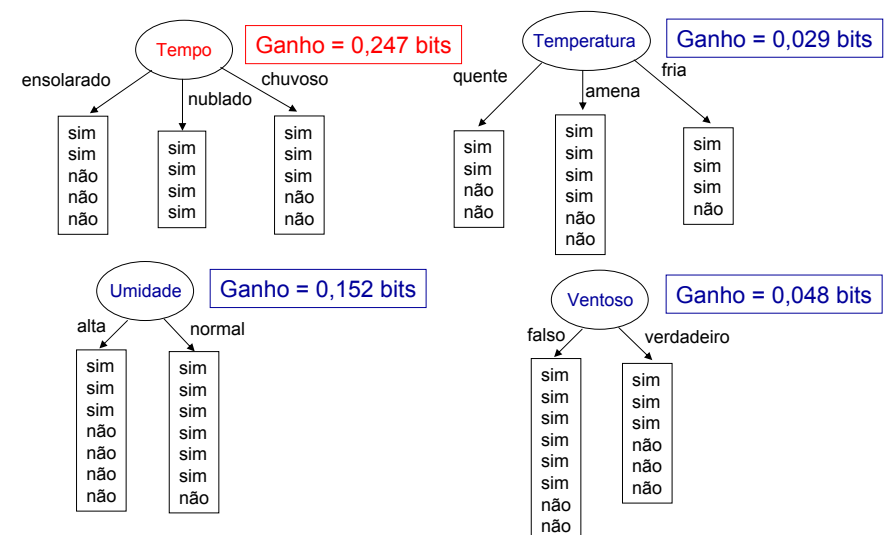 Tempo
Ganho = 0,247 bits
ensolarado
nublado
chuvoso
sim
sim
não
não
não
sim
sim
sim
sim
sim
sim
sim
não
não
Temperatura
Ganho = 0,029 bits
quente
amena
fria
sim
sim
não
não
sim
sim
sim
sim
não
não
sim
sim
sim
não
Umidade
Ganho = 0,152 bits
alta
normal
sim
sim
sim
não
não
não
não
sim
sim
sim
sim
sim
sim
não
Ventoso
Ganho = 0,048 bits
falso
verdadeiro
sim
sim
sim
sim
sim
sim
não
não
sim
sim
sim
não
não
não